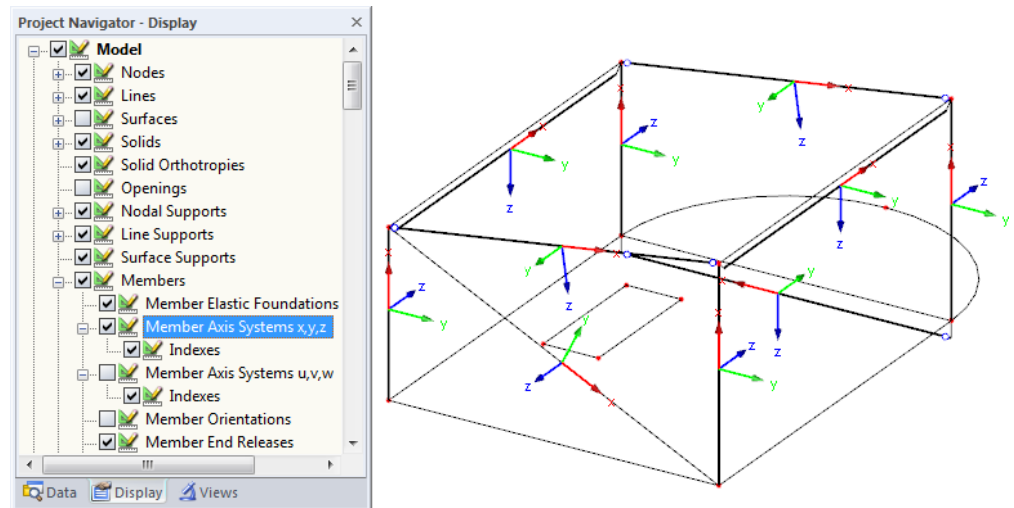 Project Navigator - Display
Model
Nodes
Lines
Surfaces
Solids
Solid Orthotropies
Openings
Nodal Supports
Line Supports
Surface Supports
Members
Member Elastic Foundations
Member Axis Systems x,y,z
Indexes
Member Axis Systems u,v,w
Indexes
Member Orientations
Member End Releases
Data Display Views
x
y
z
x
y
z
x
z
y
x
y
z
x
z
y
x
y
z
x
z
y
x
y
z
x
z
y
x
y
z